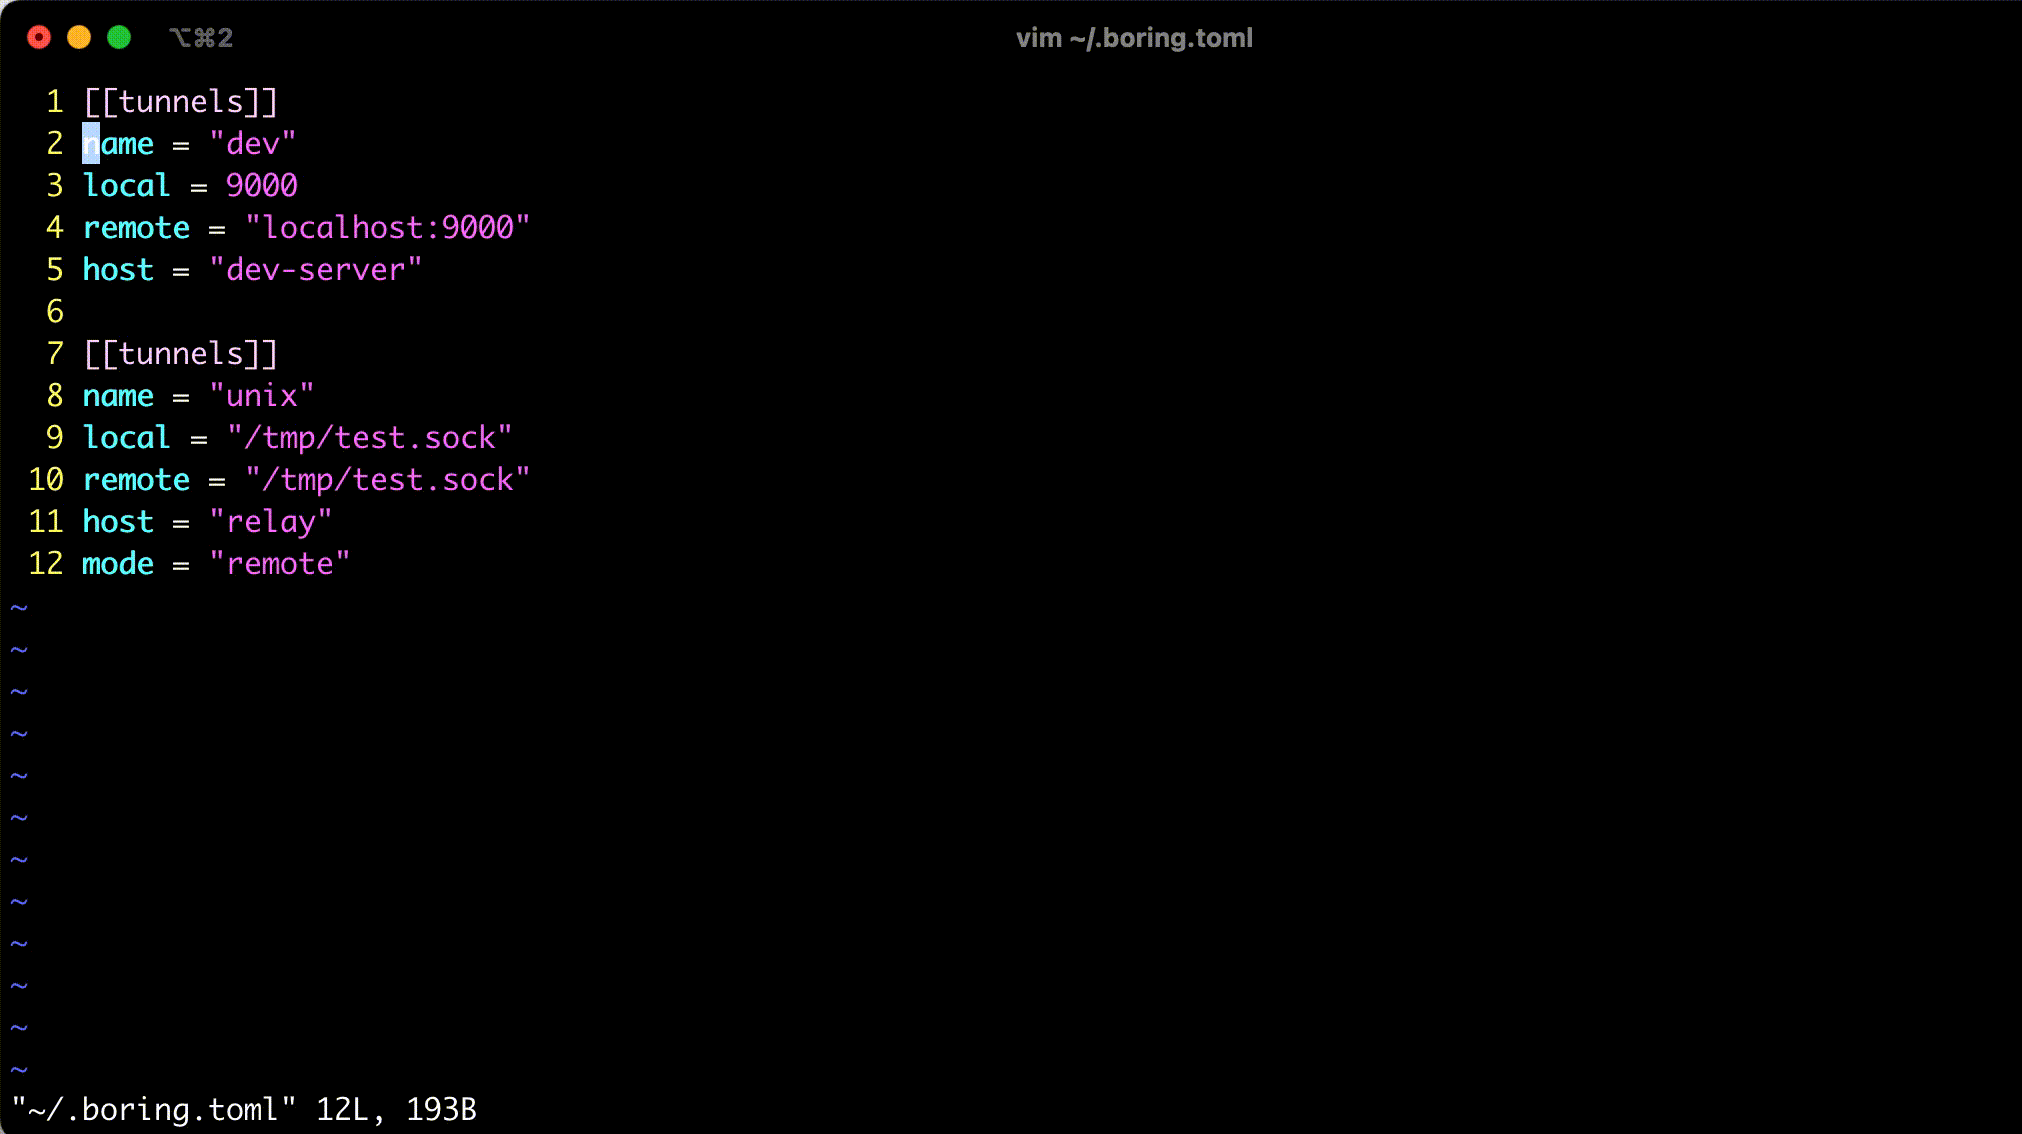 ⌥⌘2 vim ~/.boring.toml
1 [[tunnels]]
2 name = "dev"
3 local = 9000
4 remote = "localhost:9000"
5 host = "dev-server"
6
7 [[tunnels]]
8 name = "unix"
9 local = "/tmp/test.sock"
10 remote = "/tmp/test.sock"
11 host = "relay"
12 mode = "remote"
~
~
~
~
~
~
~
~
~
~
~
~
"~/.boring.toml" 12L, 193B